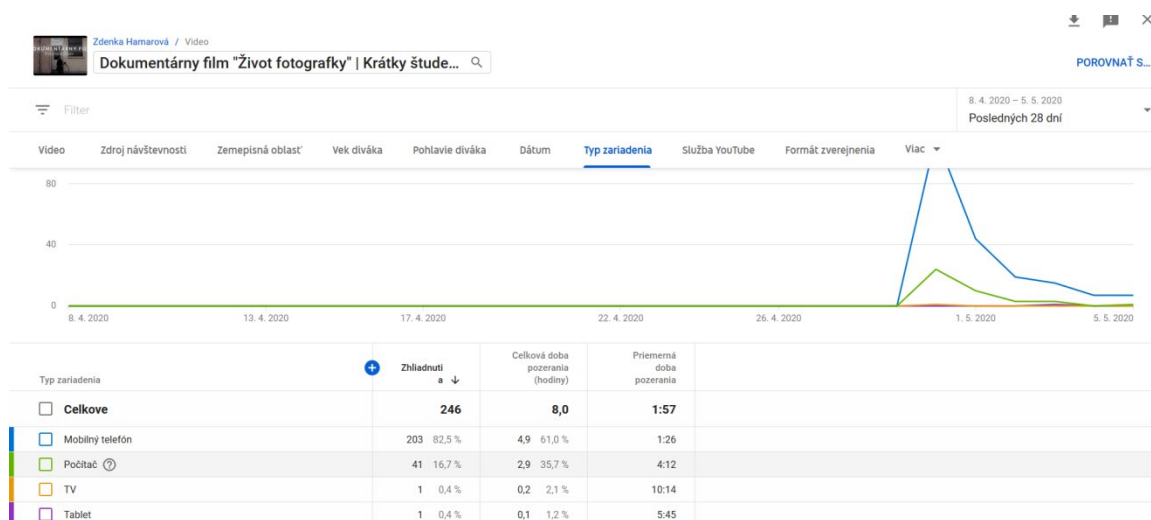 Zdenka Hamarová / Video
Dokumentárny film "Život fotografky" | Krátky štude...
POROVNAŤ S...
Filter
8. 4. 2020 – 5. 5. 2020
Posledných 28 dní
Video Zdroj návštevnosti Zemepisná oblasť Vek diváka Pohlavie diváka Dátum Typ zariadenia Služba YouTube Formát zverejnenia Viac
80
40
0
8. 4. 2020 13. 4. 2020 17. 4. 2020 22. 4. 2020 26. 4. 2020 1. 5. 2020 5. 5. 2020
Typ zariadenia
Zhliadnuti
a
Celková doba
pozerania
(hodiny)
Priemerná
doba
pozerania
Celkove 246 8,0 1:57
Mobilný telefón 203 82,5 % 4,9 61,0 % 1:26
Počítač 41 16,7 % 2,9 35,7 % 4:12
TV 1 0,4 % 0,2 2,1 % 10:14
Tablet 1 0,4 % 0,1 1,2 % 5:45